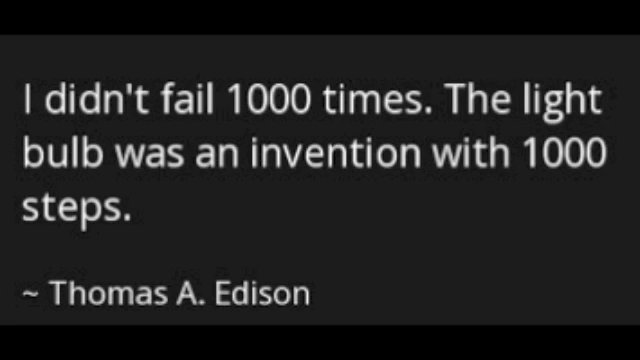 I didn't fail 1000 times. The light
bulb was an invention with 1000
steps.
~ Thomas A. Edison